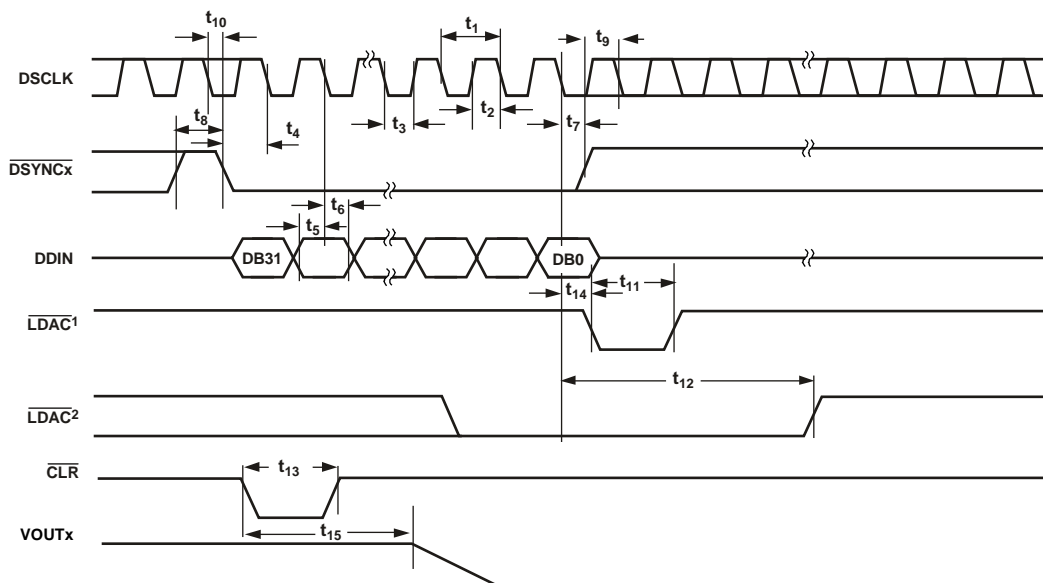 t10
t1
t9
DSCLK
t2
t3
t7
t8
t4
DSYNCx
t6
t5
DDIN
DB31
DB0
t11
t14
LDAC1
t12
LDAC2
CLR
t13
VOUTx
t15